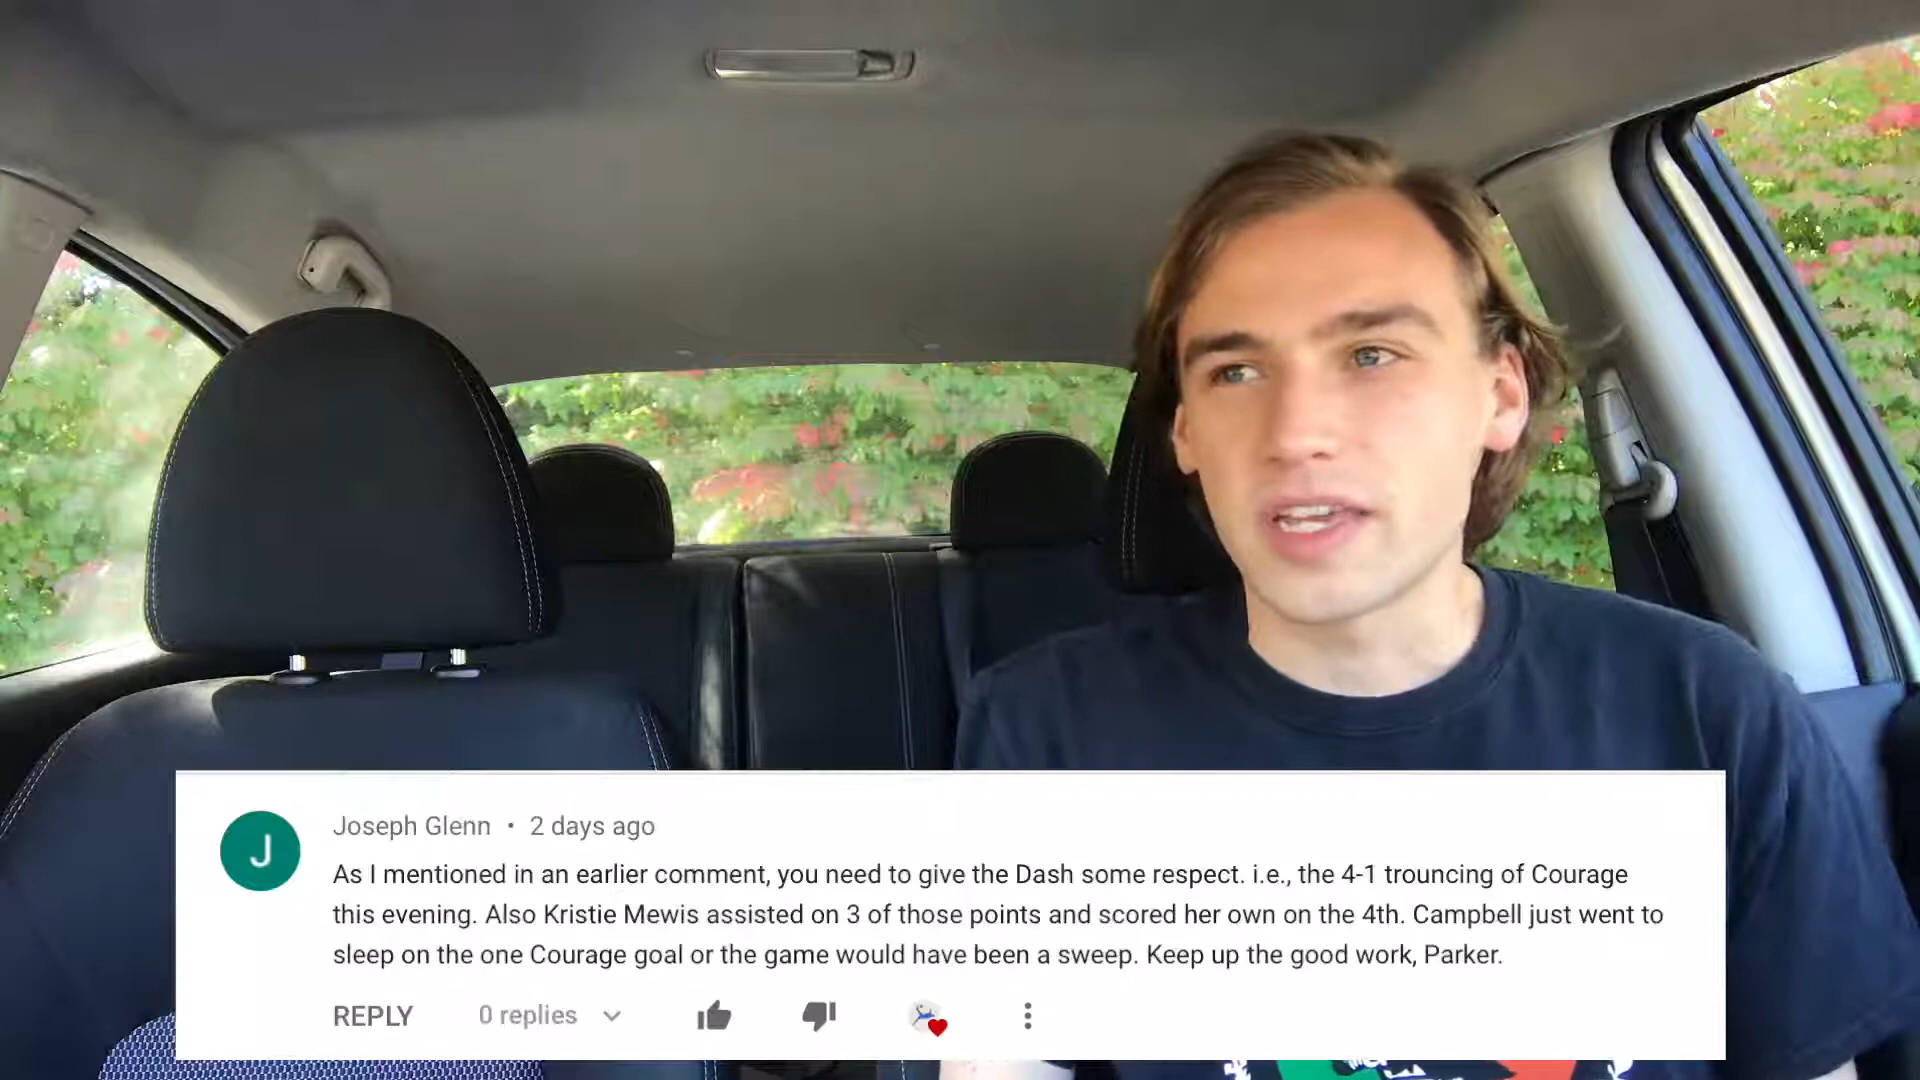 J
Joseph Glenn • 2 days ago
As I mentioned in an earlier comment, you need to give the Dash some respect. i.e., the 4-1 trouncing of Courage
this evening. Also Kristie Mewis assisted on 3 of those points and scored her own on the 4th. Campbell just went to
sleep on the one Courage goal or the game would have been a sweep. Keep up the good work, Parker.
REPLY 0 replies